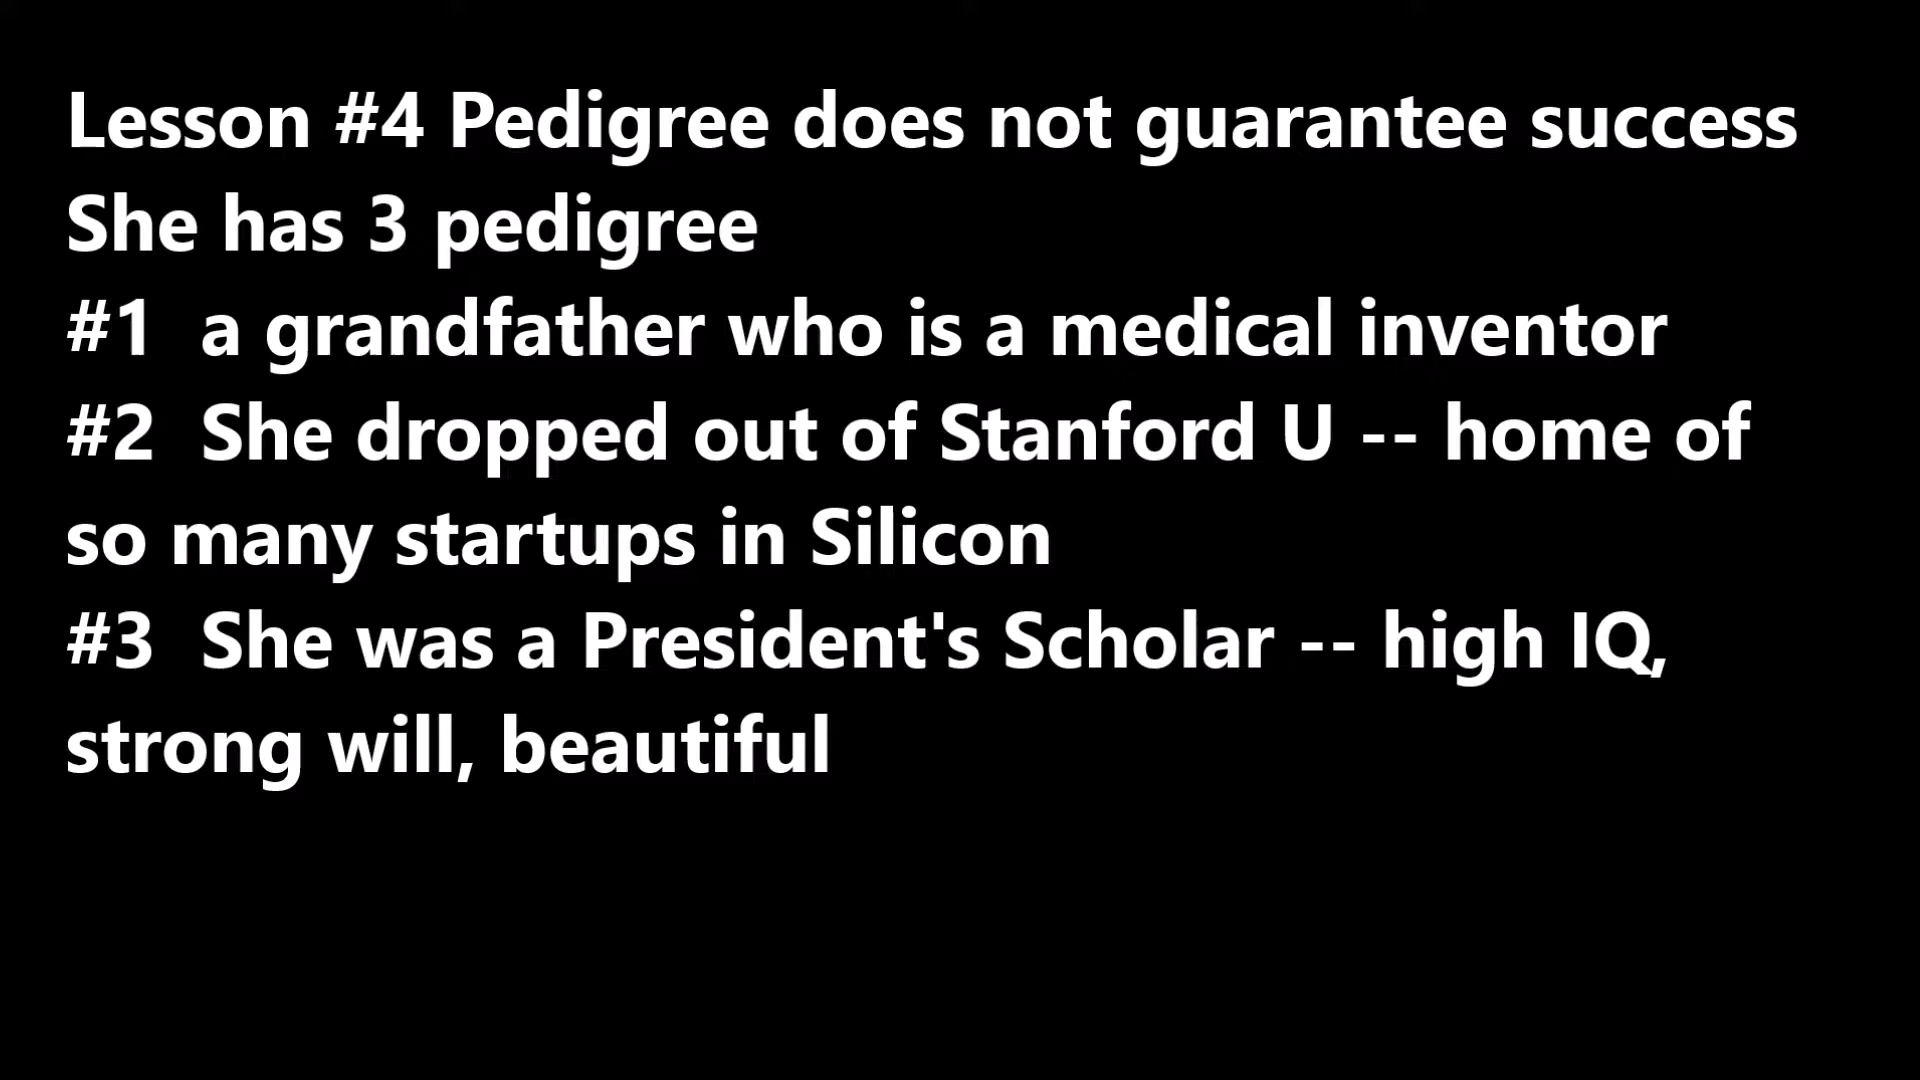 Lesson #4 Pedigree does not guarantee success
She has 3 pedigree
#1  a grandfather who is a medical inventor
#2  She dropped out of Stanford U -- home of
so many startups in Silicon
#3  She was a President's Scholar -- high IQ,
strong will, beautiful